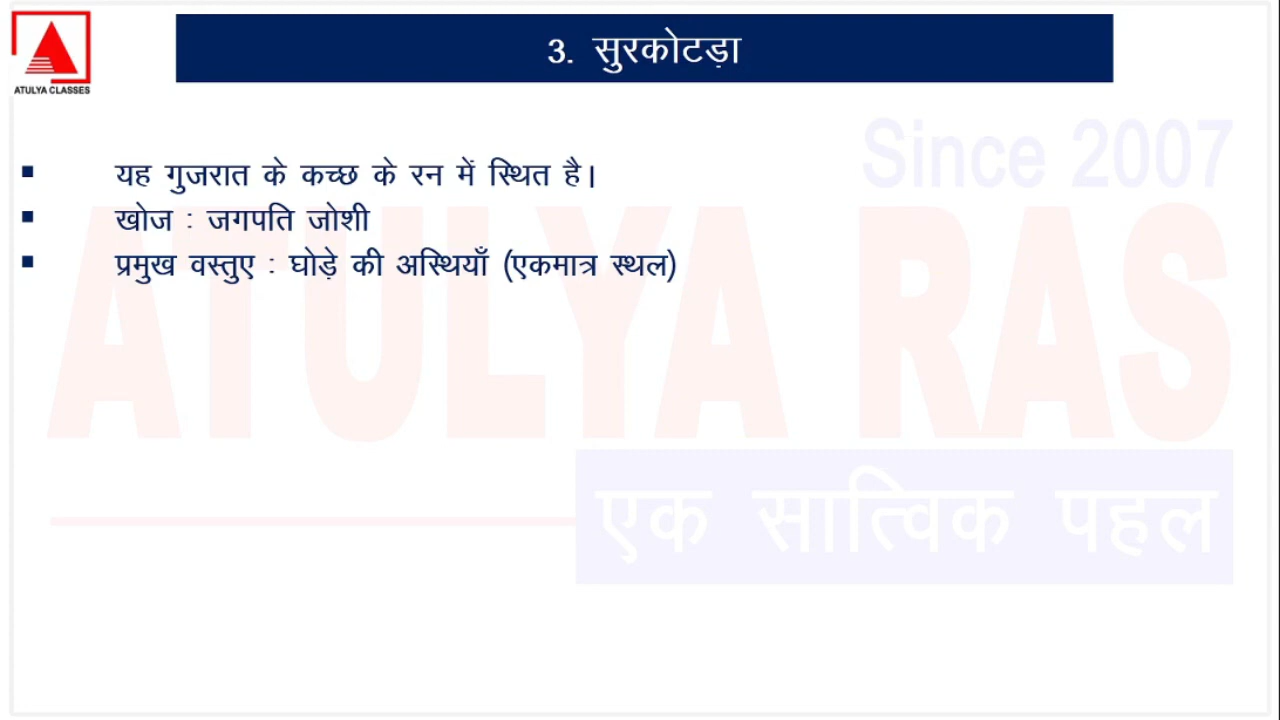 ATULYA CLASSES
3. सुरकोटड़ा
Since 2007
▪ यह गुजरात के कच्छ के रन में स्थित है।
▪ खोज : जगपति जोशी
▪ प्रमुख वस्तुए : घोड़े की अस्थियाँ (एकमात्र स्थल)
ATULYA RAS
एक सात्विक पहल